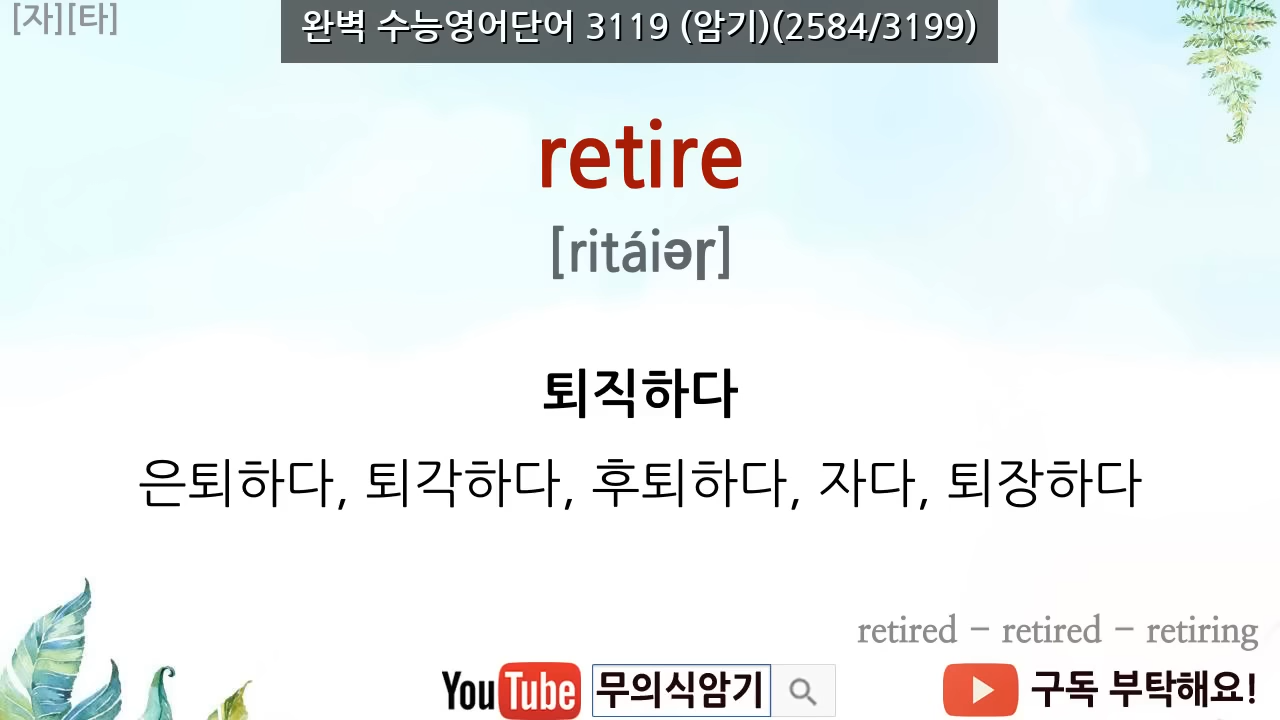 [자][타]
완벽 수능영어단어 3119 (암기)(2584/3199)
retire
[ritáiəɼ]
퇴직하다
은퇴하다, 퇴각하다, 후퇴하다, 자다, 퇴장하다
retired - retired - retiring
YouTube 무의식암기 구독 부탁해요!